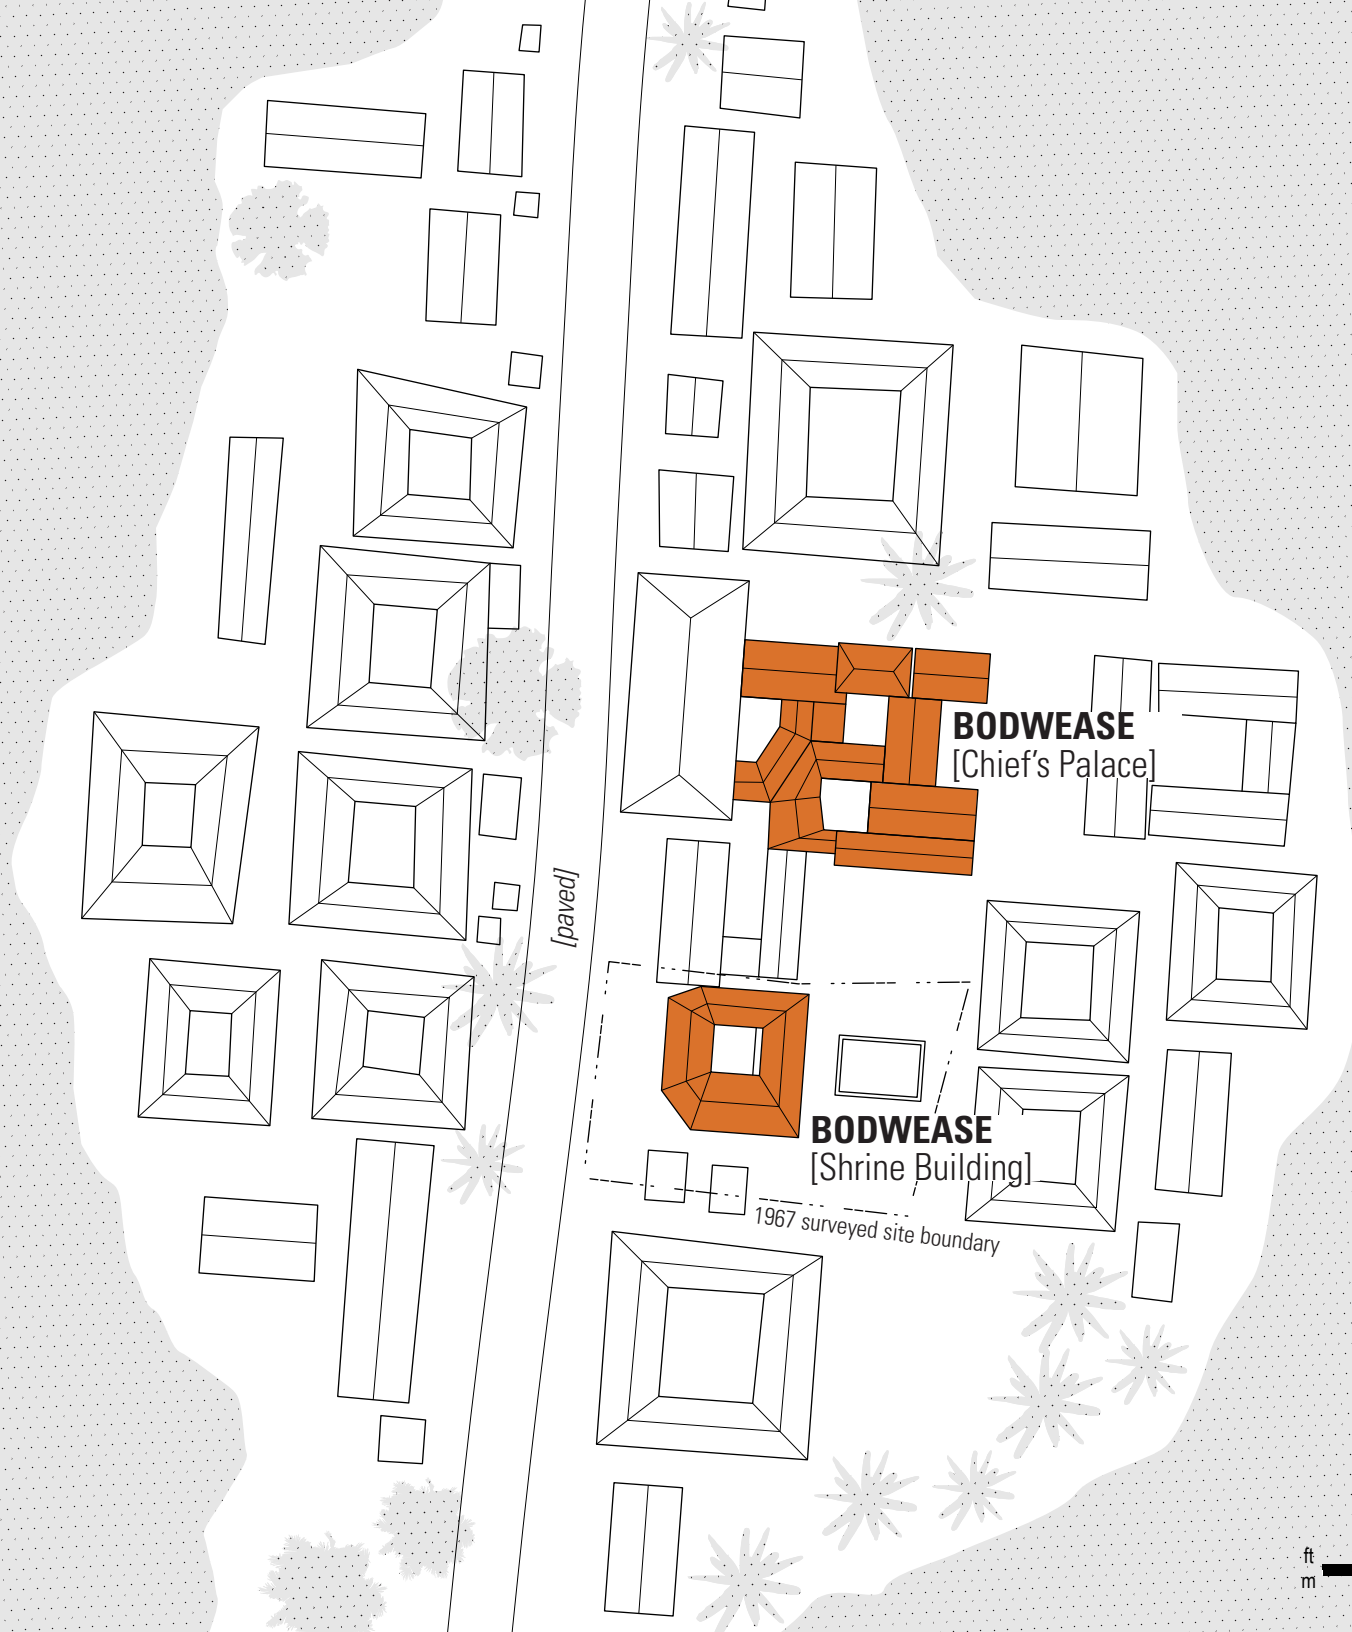 BODWEASE
[Chief's Palace]
[paved]
BODWEASE
[Shrine Building]
1967 surveyed site boundary
ft
m